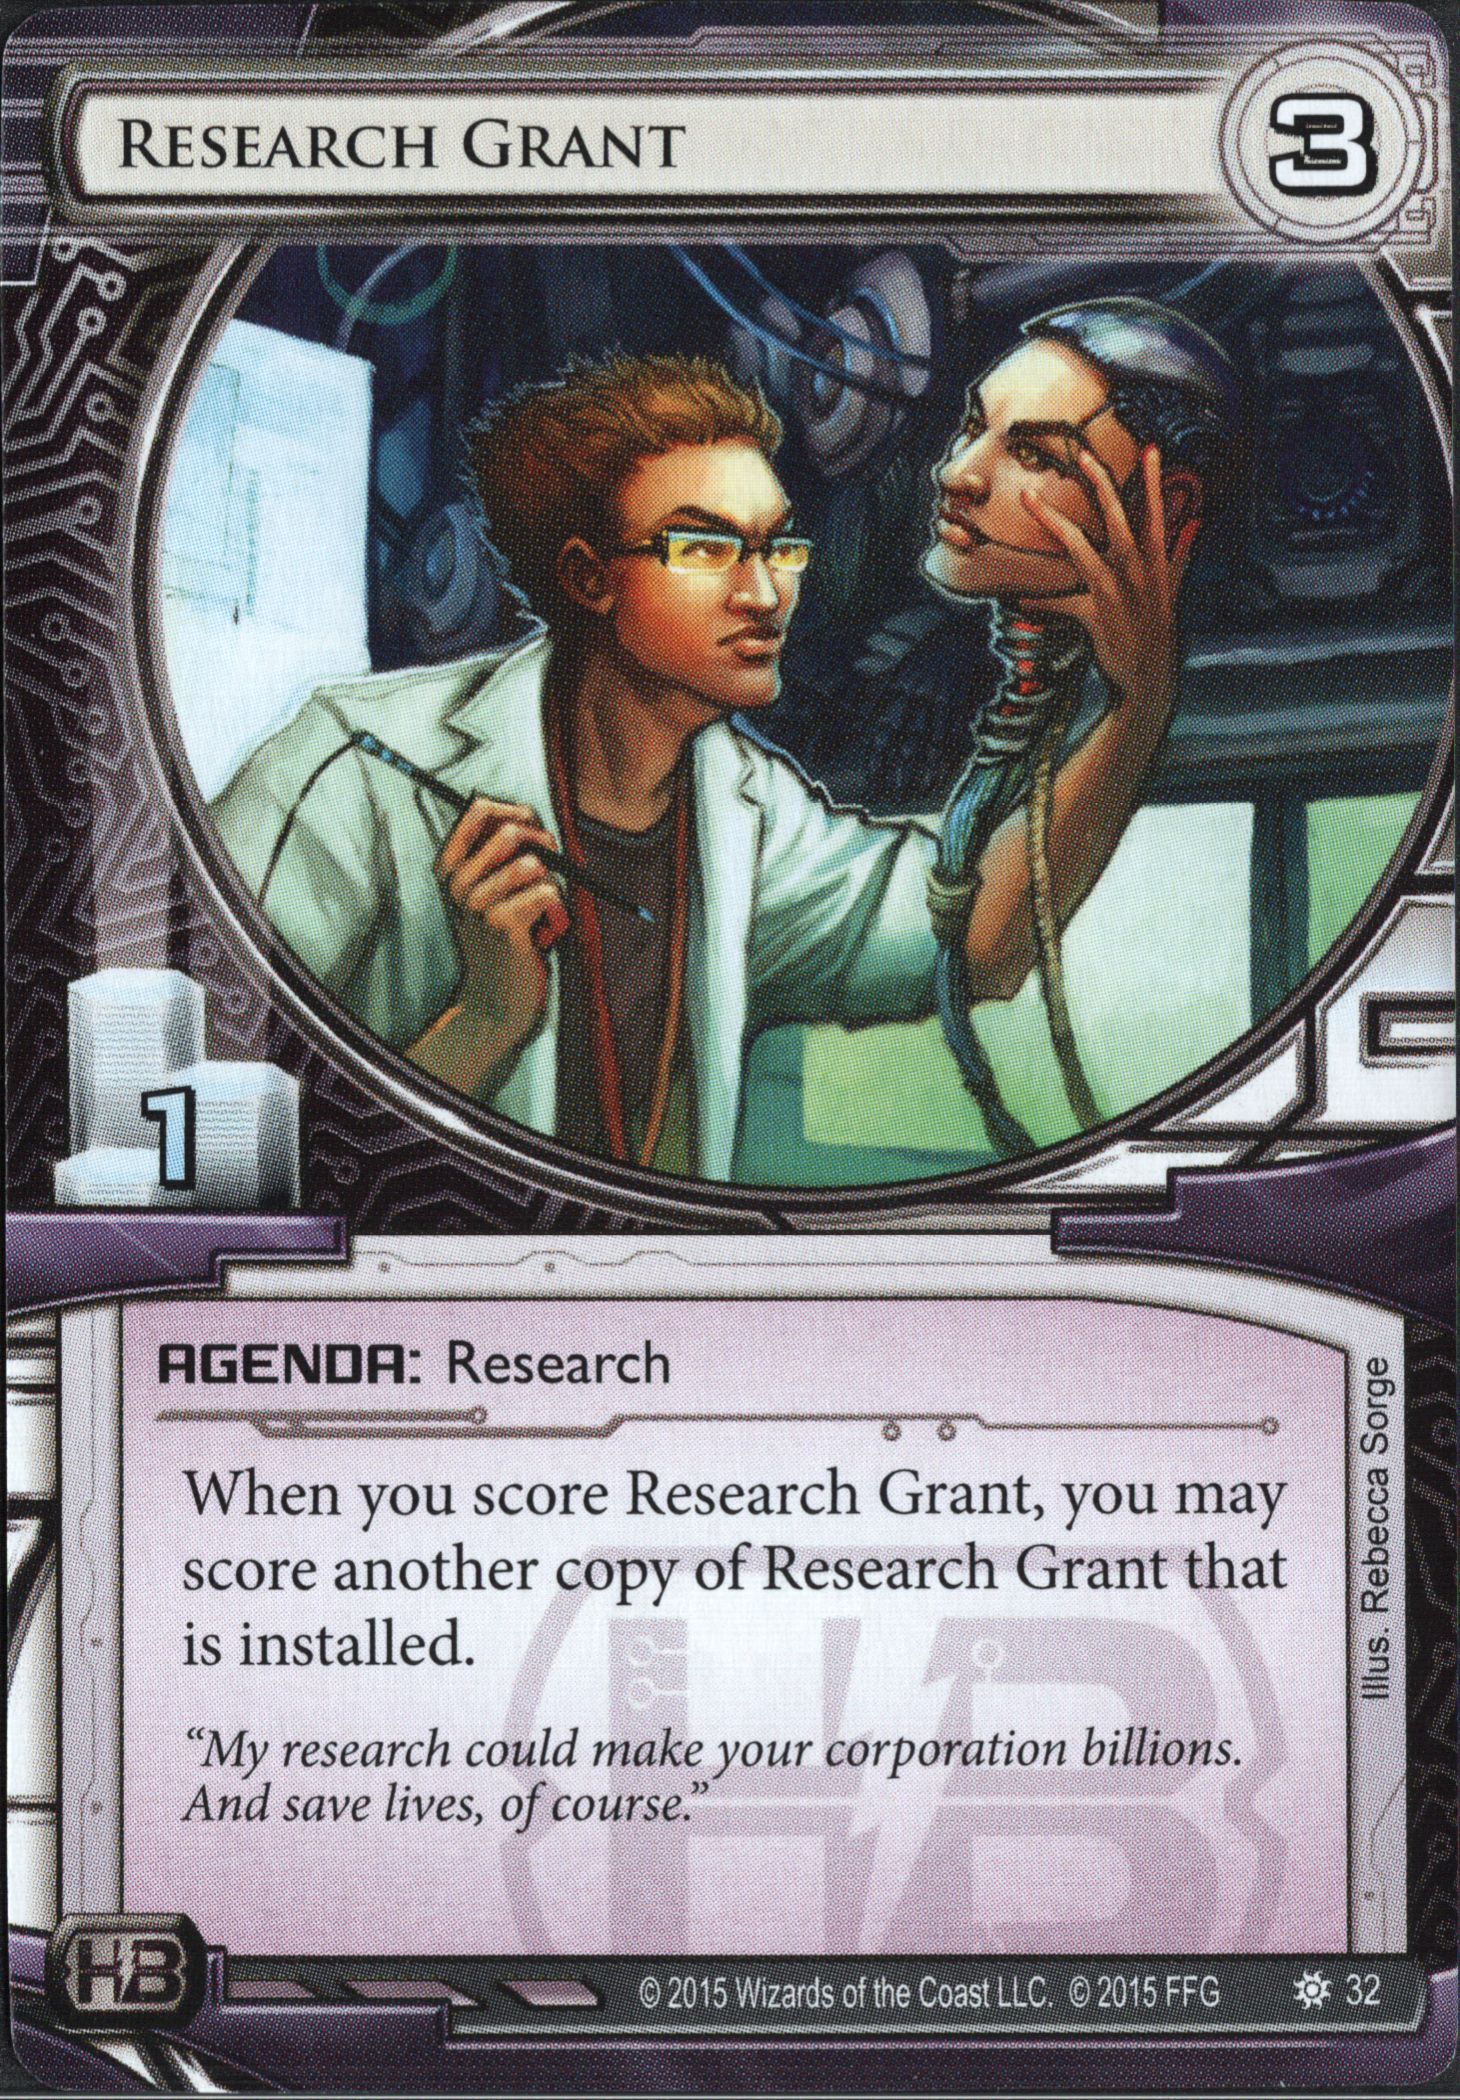 RESEARCH GRANT
3
1
AGENDA: Research
When you score Research Grant, you may
score another copy of Research Grant that
is installed.
“My research could make your corporation billions.
And save lives, of course.”
Illus. Rebecca Sorge
HB
HB
© 2015 Wizards of the Coast LLC. © 2015 FFG
32